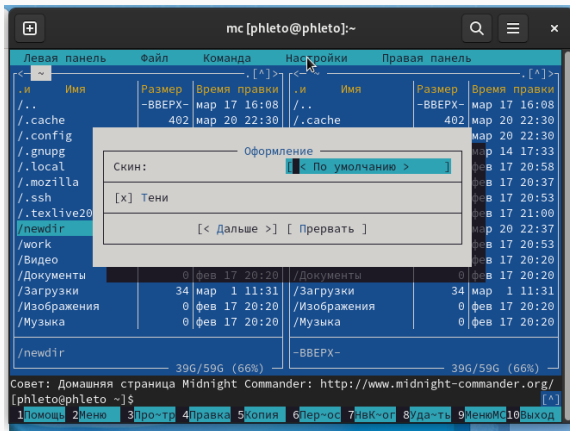 mc [phleto@phleto]:~
Левая панель Файл Команда Настройки Правая панель
<- ~ .[^]> <- ~ .[^]>
.и Имя Размер Время правки .и Имя Размер Время правки
/.. -ВВЕРХ- мар 17 16:08 /.. -ВВЕРХ- мар 17 16:08
/.cache 402 мар 20 22:30 /.cache 402 мар 20 22:30
/.config мар 20 22:30
/.gnupg Оформление мар 14 17:33
/.local Скин: [ < По умолчанию > ] фев 17 20:58
/.mozilla фев 17 20:37
/.ssh [x] Тени фев 17 20:53
/.texlive20 фев 17 21:00
/newdir [< Дальше >] [ Прервать ] мар 20 22:37
/work фев 17 20:53
/Видео фев 17 20:20
/Документы 0 фев 17 20:20 /Документы 0 фев 17 20:20
/Загрузки 34 мар 1 11:31 /Загрузки 34 мар 1 11:31
/Изображения 0 фев 17 20:20 /Изображения 0 фев 17 20:20
/Музыка 0 фев 17 20:20 /Музыка 0 фев 17 20:20
/newdir -ВВЕРХ-
39G/59G (66%) 39G/59G (66%)
Совет: Домашняя страница Midnight Commander: http://www.midnight-commander.org/
[phleto@phleto ~]$ [^]
1Помощь 2Меню 3Про~тр 4Правка 5Копия 6Пер~ос 7НвК~ог 8Уда~ть 9МенюMC 10Выход